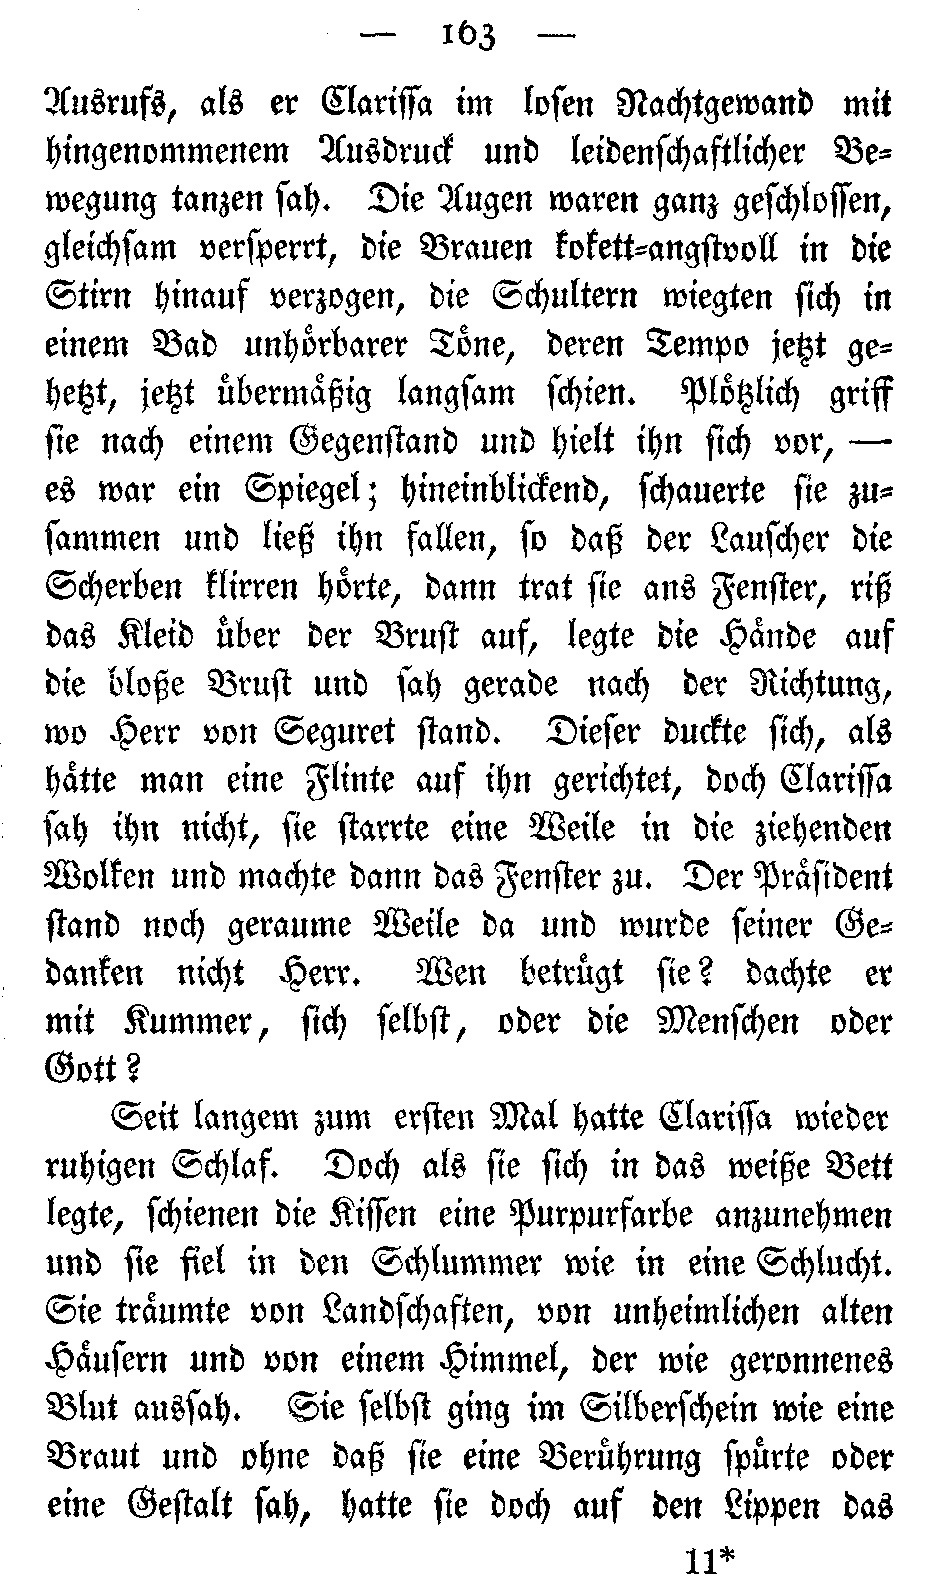 — 163 —
Ausrufs, als er Clarissa im losen Nachtgewand mit
hingenommenem Ausdruck und leidenschaftlicher Be-
wegung tanzen sah. Die Augen waren ganz geschlossen,
gleichsam versperrt, die Brauen kokett-angstvoll in die
Stirn hinauf verzogen, die Schultern wiegten sich in
einem Bad unhörbarer Töne, deren Tempo jetzt ge-
hetzt, jetzt übermäßig langsam schien. Plötzlich griff
sie nach einem Gegenstand und hielt ihn sich vor, —
es war ein Spiegel; hineinblickend, schauerte sie zu-
sammen und ließ ihn fallen, so daß der Lauscher die
Scherben klirren hörte, dann trat sie ans Fenster, riß
das Kleid über der Brust auf, legte die Hände auf
die bloße Brust und sah gerade nach der Richtung,
wo Herr von Seguret stand. Dieser duckte sich, als
hätte man eine Flinte auf ihn gerichtet, doch Clarissa
sah ihn nicht, sie starrte eine Weile in die ziehenden
Wolken und machte dann das Fenster zu. Der Präsident
stand noch geraume Weile da und wurde seiner Ge-
danken nicht Herr. Wen betrügt sie? dachte er
mit Kummer, sich selbst, oder die Menschen oder
Gott?
Seit langem zum ersten Mal hatte Clarissa wieder
ruhigen Schlaf. Doch als sie sich in das weiße Bett
legte, schienen die Kissen eine Purpurfarbe anzunehmen
und sie fiel in den Schlummer wie in eine Schlucht.
Sie träumte von Landschaften, von unheimlichen alten
Häusern und von einem Himmel, der wie geronnenes
Blut aussah. Sie selbst ging im Silberschein wie eine
Braut und ohne daß sie eine Berührung spürte oder
eine Gestalt sah, hatte sie doch auf den Lippen das
11*